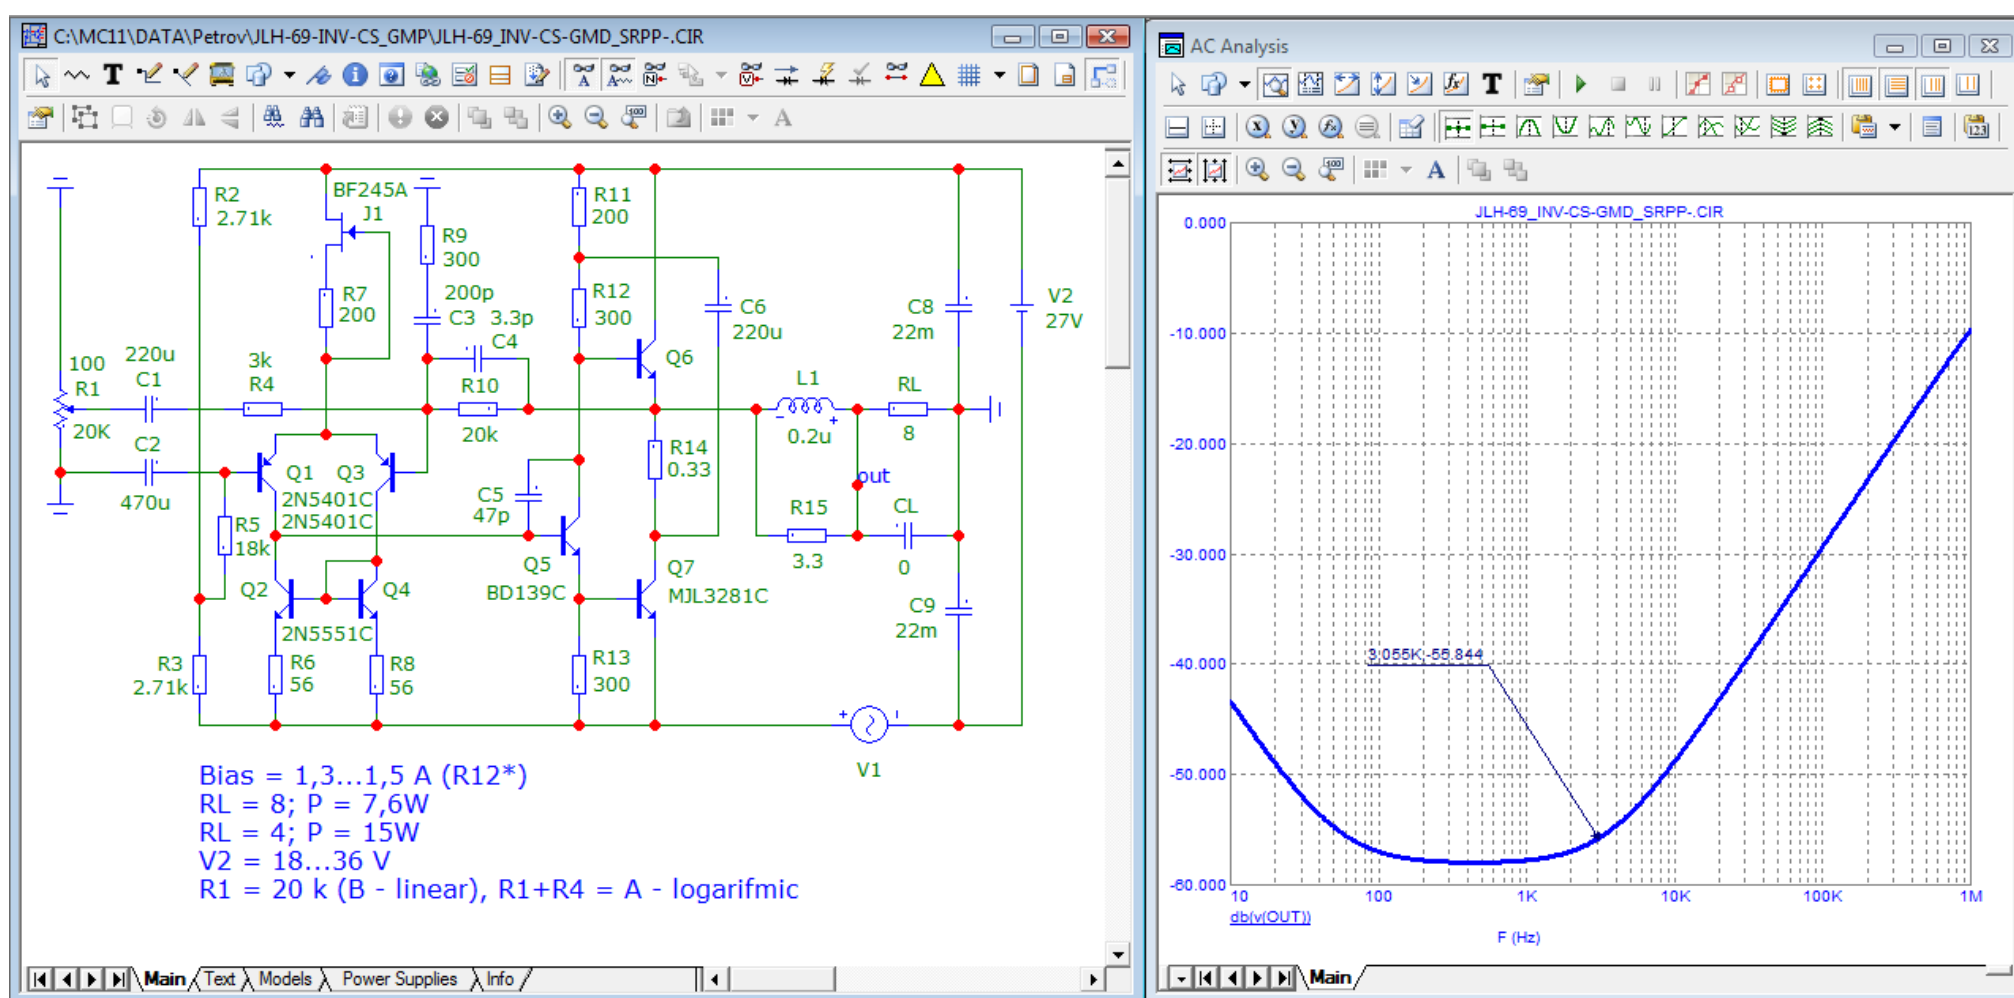 C:\MC11\DATA\Petrov\JLH-69-INV-CS_GMP\JLH-69_INV-CS-GMD_SRPP-.CIR
R2
2.71k
BF245A
J1
R9
300
R11
200
R7
200
200p
C3
3.3p
C4
R12
300
C6
220u
C8
22m
V2
27V
100
R1
20K
220u
C1
3k
R4
R10
20k
Q6
L1
0.2u
RL
8
C2
470u
Q1
Q3
2N5401C
2N5401C
R14
0.33
out
R5
18k
C5
47p
R15
3.3
CL
0
Q2
Q4
2N5551C
Q5
BD139C
Q7
MJL3281C
C9
22m
R3
2.71k
R6
56
R8
56
R13
300
V1
Bias = 1,3...1,5 A (R12*)
RL = 8; P = 7,6W
RL = 4; P = 15W
V2 = 18...36 V
R1 = 20 k (B - linear), R1+R4 = A - logarifmic
Main Text Models Power Supplies Info
AC Analysis
JLH-69_INV-CS-GMD_SRPP-.CIR
0.000
-10.000
-20.000
-30.000
-40.000
-50.000
-60.000
3.055K,-55.844
10 100 1K 10K 100K 1M
db(v(OUT))
F (Hz)
Main